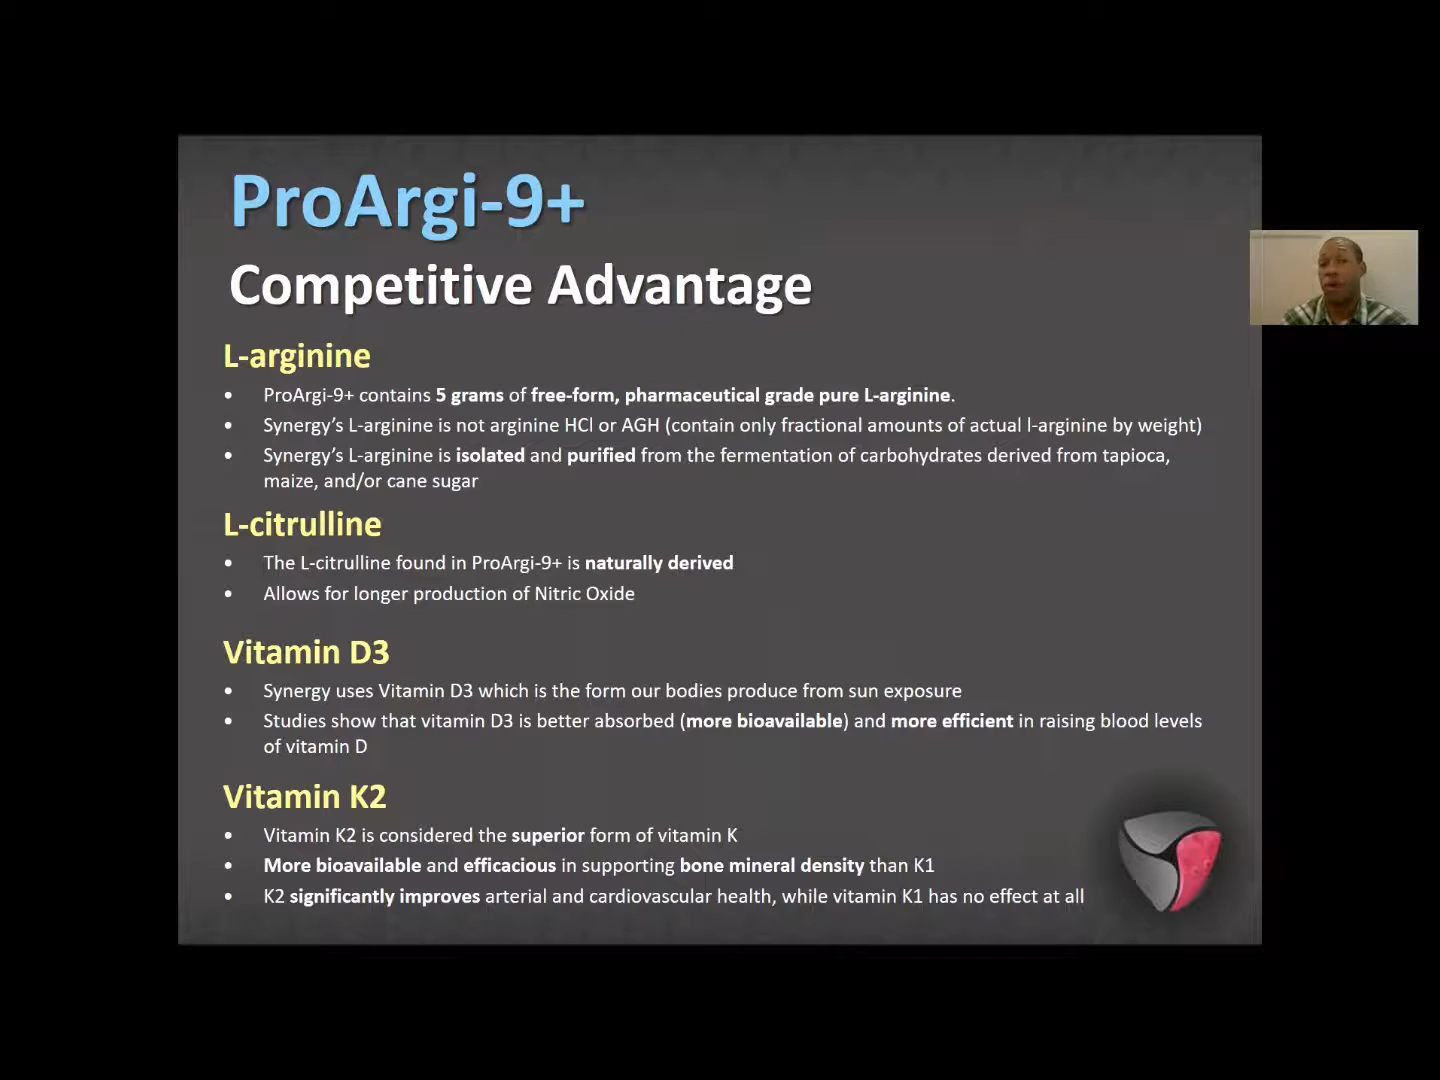 ProArgi-9+
Competitive Advantage
L-arginine
• ProArgi-9+ contains 5 grams of free-form, pharmaceutical grade pure L-arginine.
• Synergy’s L-arginine is not arginine HCl or AGH (contain only fractional amounts of actual l-arginine by weight)
• Synergy’s L-arginine is isolated and purified from the fermentation of carbohydrates derived from tapioca,
maize, and/or cane sugar
L-citrulline
• The L-citrulline found in ProArgi-9+ is naturally derived
• Allows for longer production of Nitric Oxide
Vitamin D3
• Synergy uses Vitamin D3 which is the form our bodies produce from sun exposure
• Studies show that vitamin D3 is better absorbed (more bioavailable) and more efficient in raising blood levels
of vitamin D
Vitamin K2
• Vitamin K2 is considered the superior form of vitamin K
• More bioavailable and efficacious in supporting bone mineral density than K1
• K2 significantly improves arterial and cardiovascular health, while vitamin K1 has no effect at all